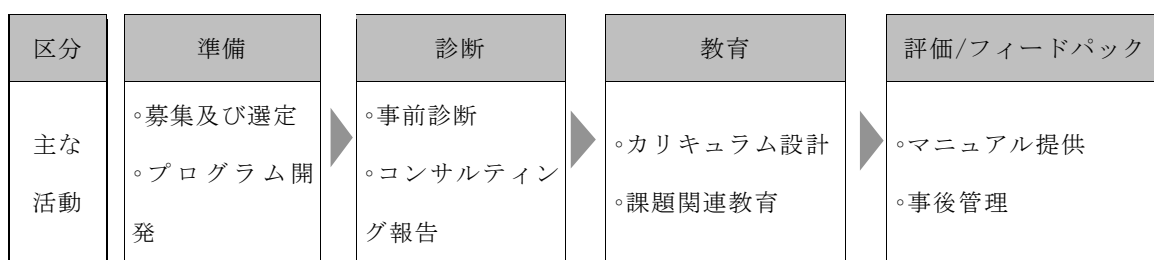 区分
準備
診断
教育
評価/フィードパック
主な
活動
◦募集及び選定
◦プログラム開
発
◦事前診断
◦コンサルティン
グ報告
◦カリキュラム設計
◦課題関連教育
◦マニュアル提供
◦事後管理